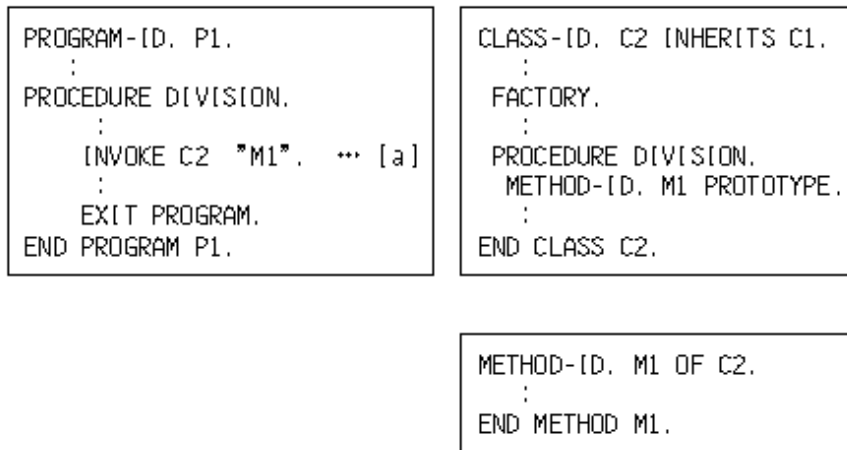 PROGRAM-ID. P1.
:
PROCEDURE DIVISION.
:
INVOKE C2 "M1". … [a]
:
EXIT PROGRAM.
END PROGRAM P1.
CLASS-ID. C2 INHERITS C1.
:
FACTORY.
:
PROCEDURE DIVISION.
METHOD-ID. M1 PROTOTYPE.
:
END CLASS C2.
METHOD-ID. M1 OF C2.
:
END METHOD M1.